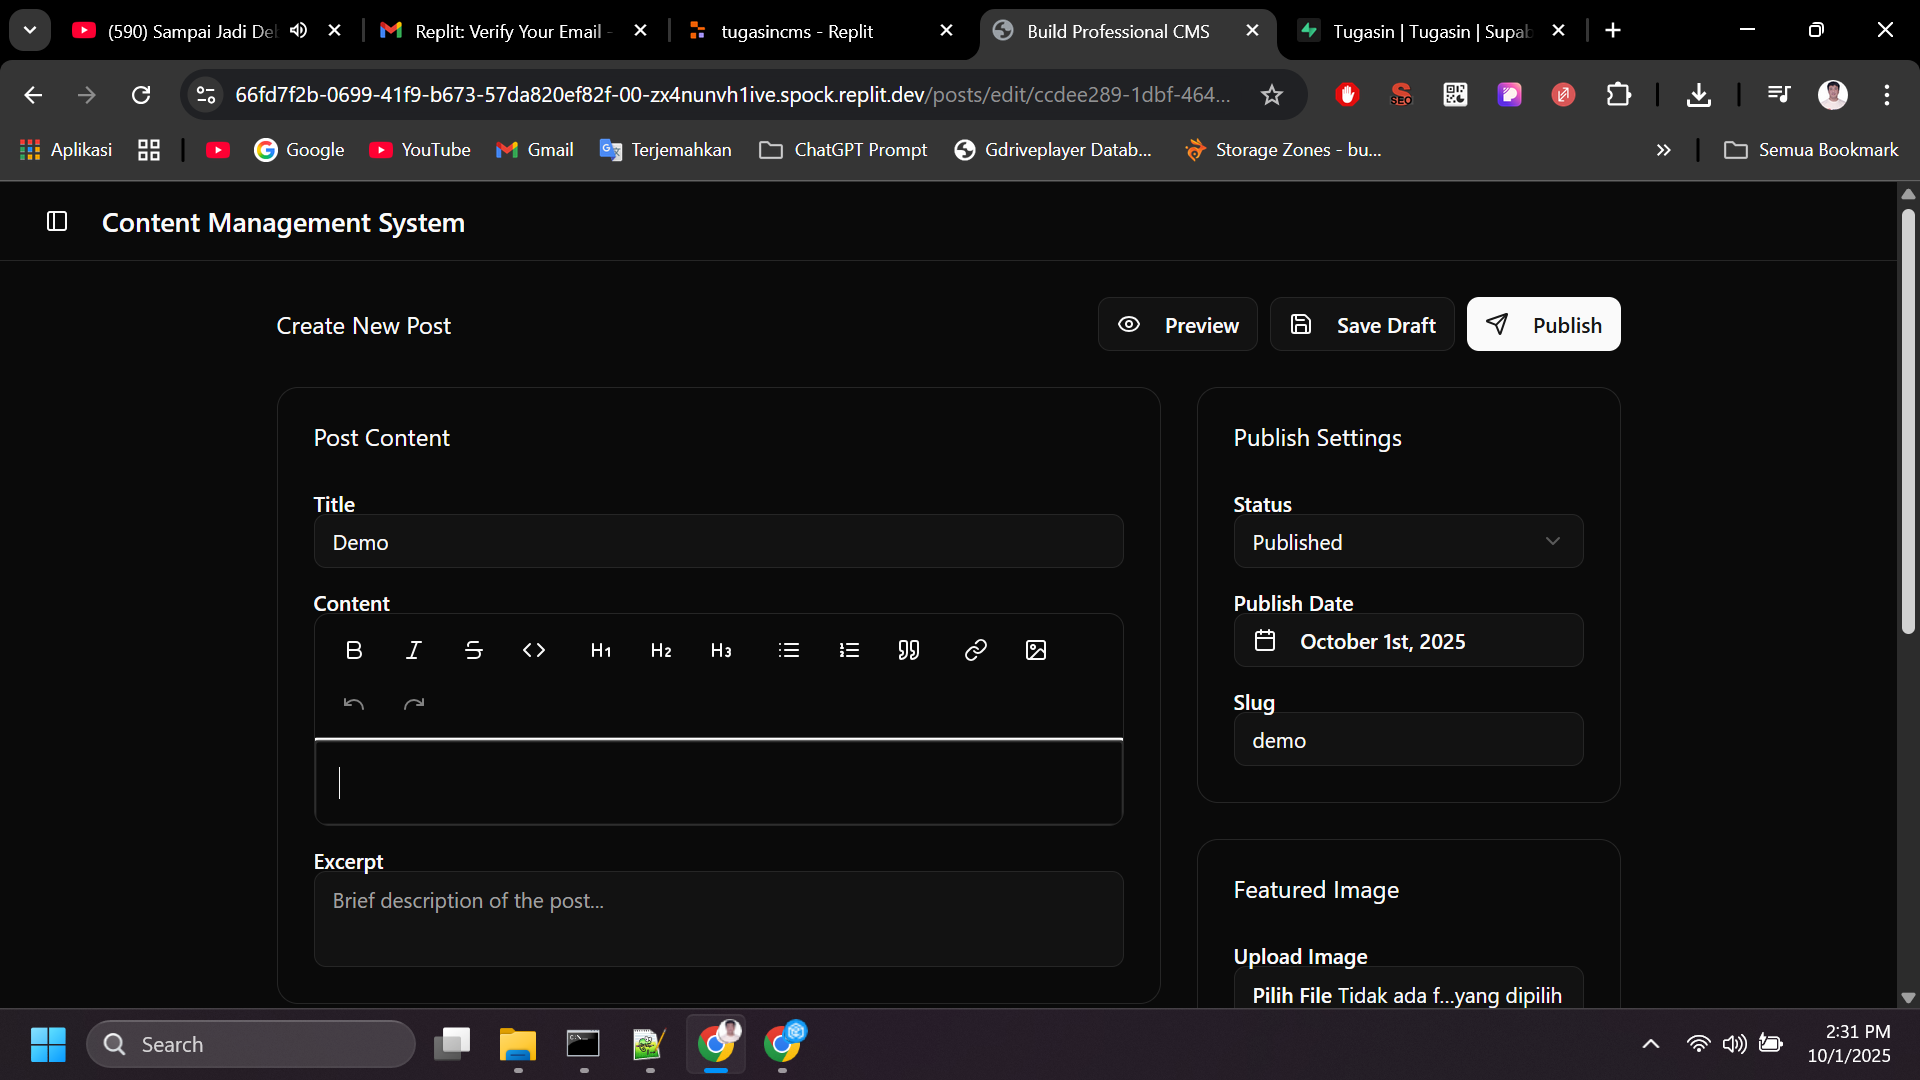 (590) Sampai Jadi De
Replit: Verify Your Email -
tugasincms - Replit
Build Professional CMS
Tugasin | Tugasin | Supab
66fd7f2b-0699-41f9-b673-57da820ef82f-00-zx4nunvh1ive.spock.replit.dev/posts/edit/ccdee289-1dbf-464...
SEO
Aplikasi
Google
YouTube
Gmail
Terjemahkan
ChatGPT Prompt
Gdriveplayer Datab...
Storage Zones - bu...
Semua Bookmark
Content Management System
Create New Post
Preview
Save Draft
Publish
Post Content
Title
Demo
Content
B I S <> H1 H2 H3
Excerpt
Brief description of the post...
Publish Settings
Status
Published
Publish Date
October 1st, 2025
Slug
demo
Featured Image
Upload Image
Pilih File Tidak ada f...yang dipilih
Search
2:31 PM
10/1/2025